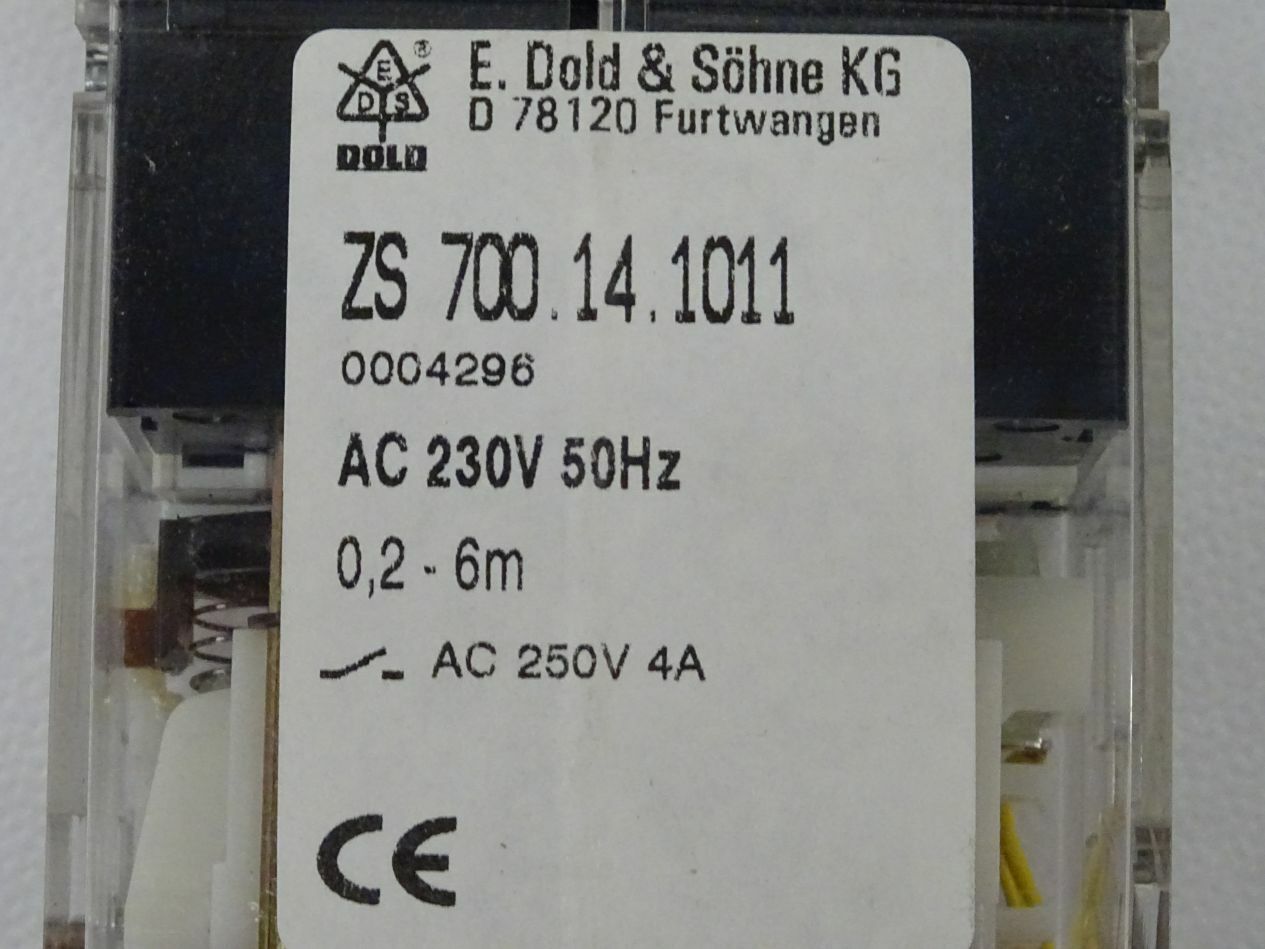 E
D S
®
DOLD
E. Dold & Söhne KG
D 78120 Furtwangen
ZS 700.14.1011
0004296
AC 230V 50Hz
0,2 - 6m
AC 250V 4A
CE